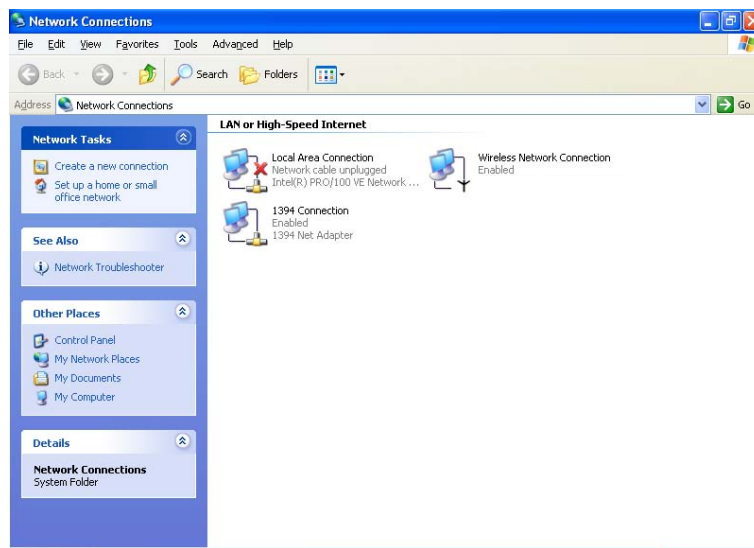 Network Connections
File Edit View Favorites Tools Advanced Help
Back Search Folders
Address Network Connections Go
Network Tasks
Create a new connection
Set up a home or small
office network
See Also
Network Troubleshooter
Other Places
Control Panel
My Network Places
My Documents
My Computer
Details
Network Connections
System Folder
LAN or High-Speed Internet
Local Area Connection
Network cable unplugged
Intel(R) PRO/100 VE Network ...
Wireless Network Connection
Enabled
1394 Connection
Enabled
1394 Net Adapter